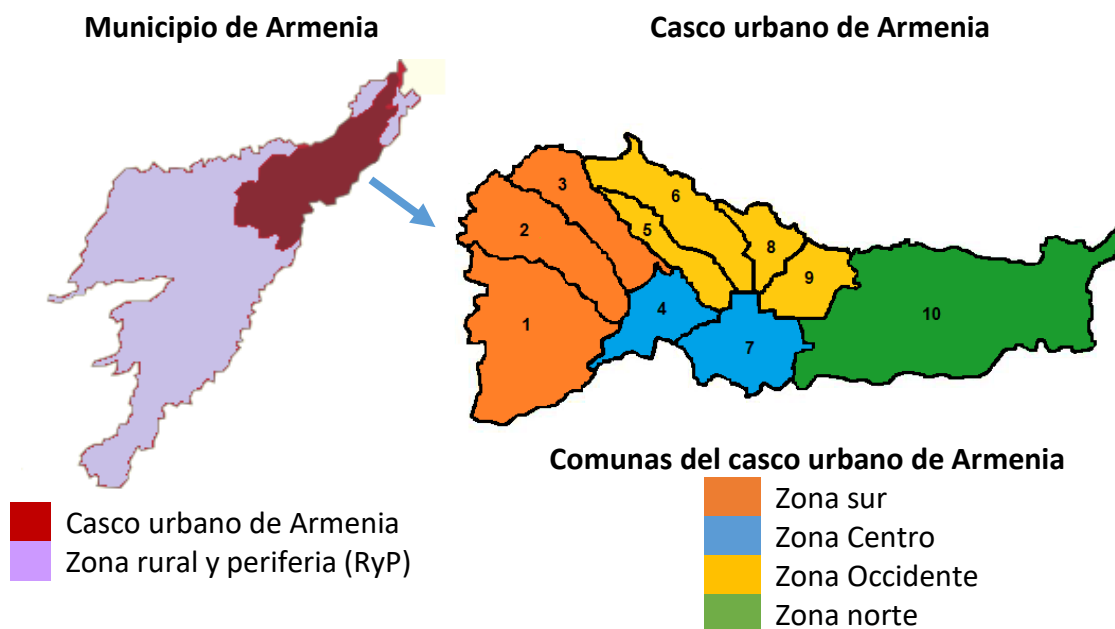 Municipio de Armenia
Casco urbano de Armenia
3
6
2
5
8
9
4
10
1
7
Comunas del casco urbano de Armenia
Casco urbano de Armenia
Zona rural y periferia (RyP)
Zona sur
Zona Centro
Zona Occidente
Zona norte